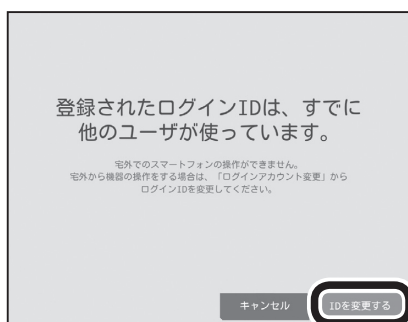 登録されたログインIDは、すでに
他のユーザが使っています。
宅外でのスマートフォンの操作ができません。
宅外から機器の操作をする場合は、「ログインアカウント変更」から
ログインIDを変更してください。
キャンセル
IDを変更する